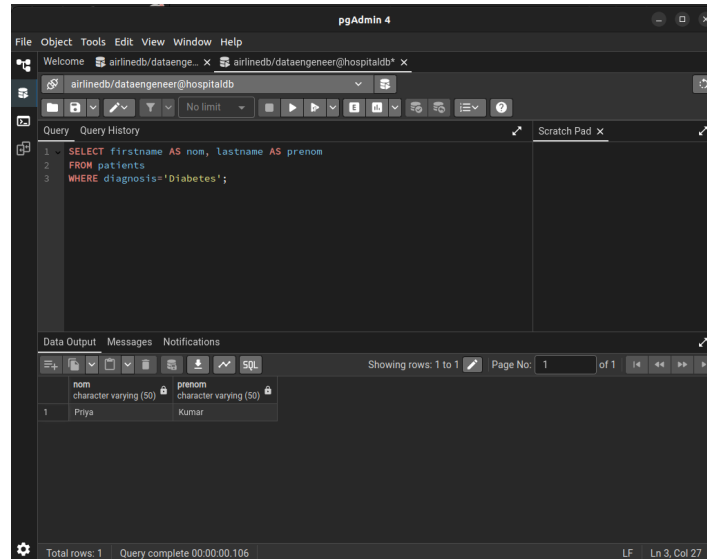 pgAdmin 4
File Object Tools Edit View Window Help
Welcome airlinedb/dataenge... X airlinedb/dataengeneer@hospitaldb* X
airlinedb/dataengeneer@hospitaldb
No limit
Query Query History
Scratch Pad X
1 SELECT firstname AS nom, lastname AS prenom
2 FROM patients
3 WHERE diagnosis='Diabetes';
Data Output Messages Notifications
SQL Showing rows: 1 to 1 Page No: 1 of 1
nom prenom
character varying (50) character varying (50)
1 Priya Kumar
Total rows: 1 Query complete 00:00:00.106 LF Ln 3, Col 27